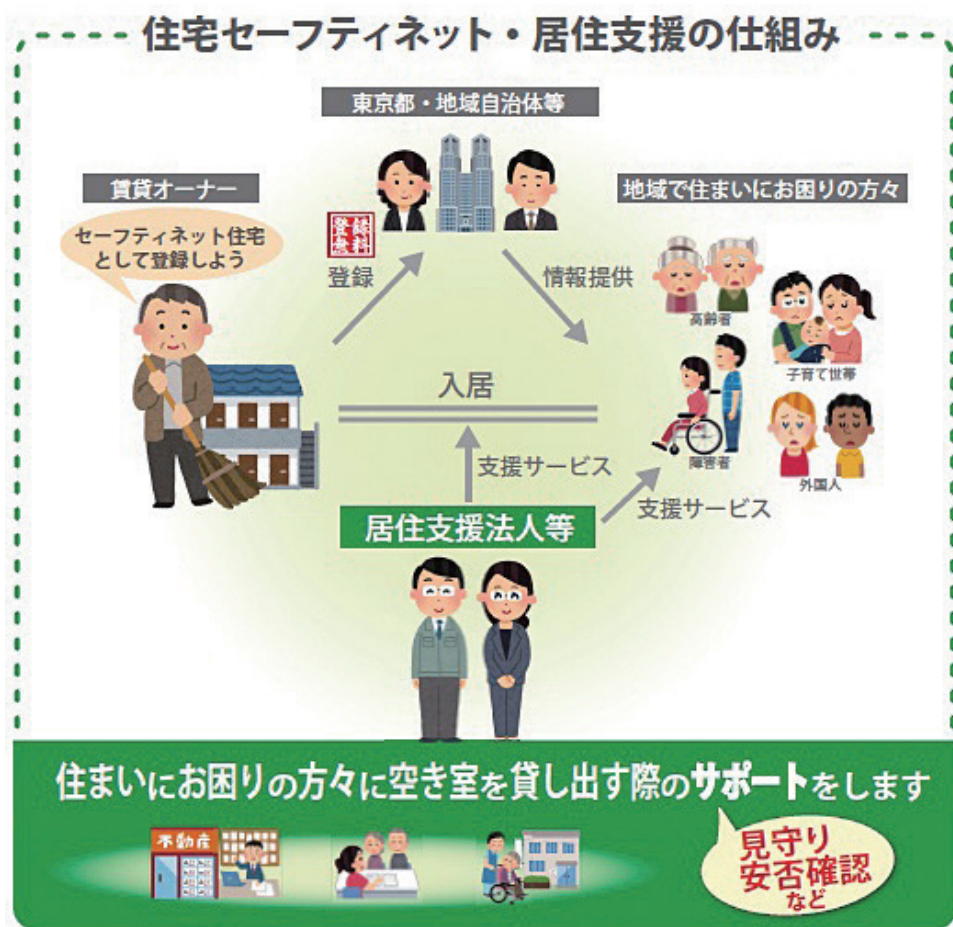 住宅セーフティネット・居住支援の仕組み
東京都・地域自治体等
賃貸オーナー
地域で住まいにお困りの方々
セーフティネット住宅
として登録しよう
登録
無料
登録
情報提供
高齢者
子育て世帯
入居
障害者
外国人
支援サービス
支援サービス
居住支援法人等
住まいにお困りの方々に空き室を貸し出す際のサポートをします
不動産
見守り
安否確認
など